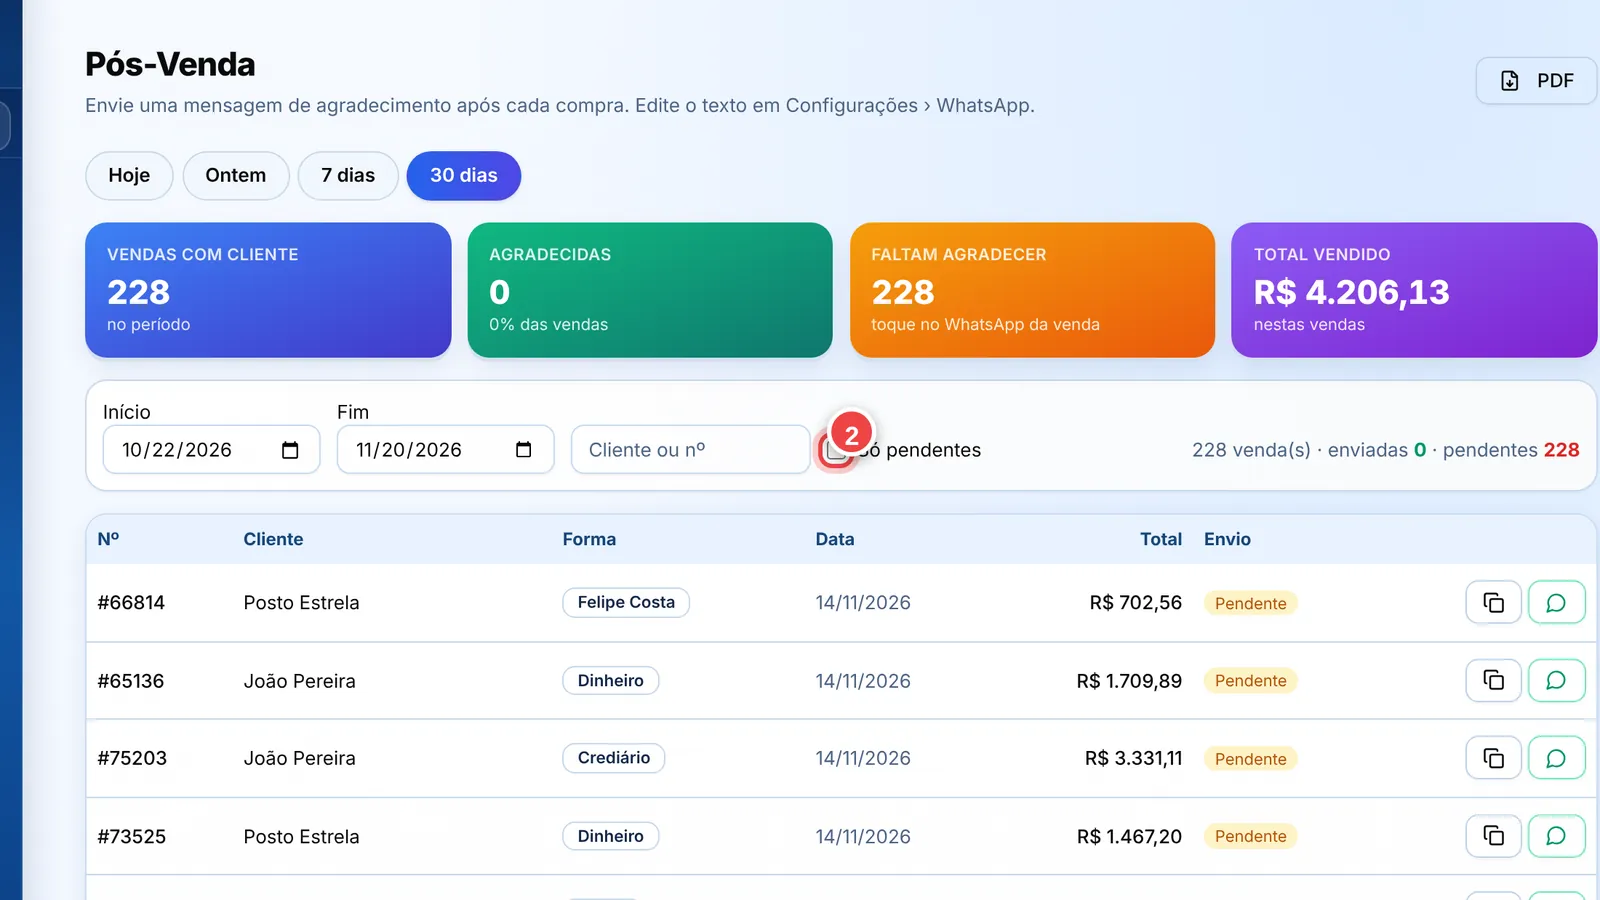 Pós-Venda
Envie uma mensagem de agradecimento após cada compra. Edite o texto em Configurações › WhatsApp.
PDF
Hoje
Ontem
7 dias
30 dias
VENDAS COM CLIENTE
228
no período
AGRADECIDAS
0
0% das vendas
FALTAM AGRADECER
228
toque no WhatsApp da venda
TOTAL VENDIDO
R$ 4.206,13
nestas vendas
Início
10/22/2026
Fim
11/20/2026
Cliente ou nº
2
pendentes
228 venda(s) · enviadas 0 · pendentes 228
Nº Cliente Forma Data Total Envio
#66814 Posto Estrela Felipe Costa 14/11/2026 R$ 702,56 Pendente
#65136 João Pereira Dinheiro 14/11/2026 R$ 1.709,89 Pendente
#75203 João Pereira Crediário 14/11/2026 R$ 3.331,11 Pendente
#73525 Posto Estrela Dinheiro 14/11/2026 R$ 1.467,20 Pendente